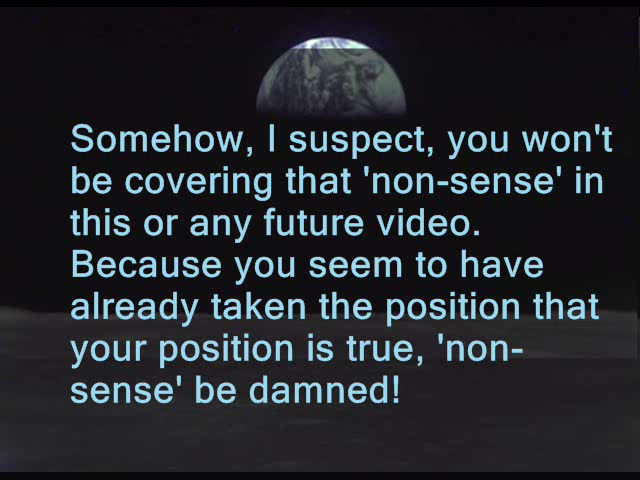 Somehow, I suspect, you won't
be covering that 'non-sense' in
this or any future video.
Because you seem to have
already taken the position that
your position is true, 'non-
sense' be damned!